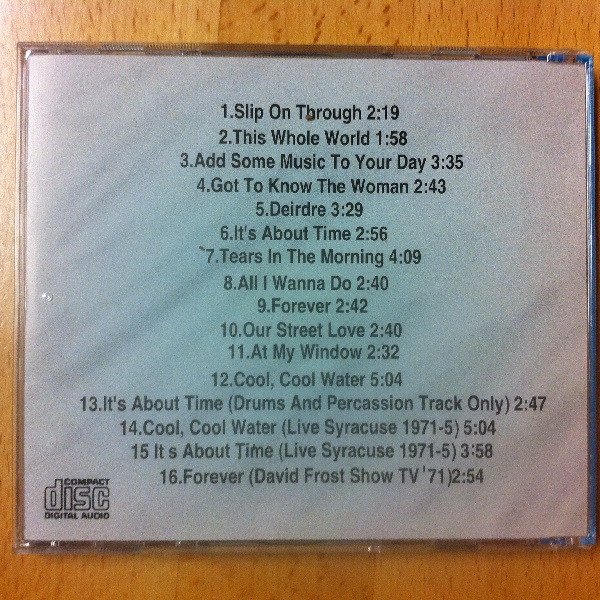 1.Slip On Through 2:19
2.This Whole World 1:58
3.Add Some Music To Your Day 3:35
4.Got To Know The Woman 2:43
5.Deirdre 3:29
6.It's About Time 2:56
7.Tears In The Morning 4:09
8.All I Wanna Do 2:40
9.Forever 2:42
10.Our Street Love 2:40
11.At My Window 2:32
12.Cool, Cool Water 5:04
13.It's About Time (Drums And Percassion Track Only) 2:47
14.Cool, Cool Water (Live Syracuse 1971-5) 5:04
15 It s About Time (Live Syracuse 1971-5) 3:58
16.Forever (David Frost Show TV '71)2:54
COMPACT
disc
DIGITAL AUDIO